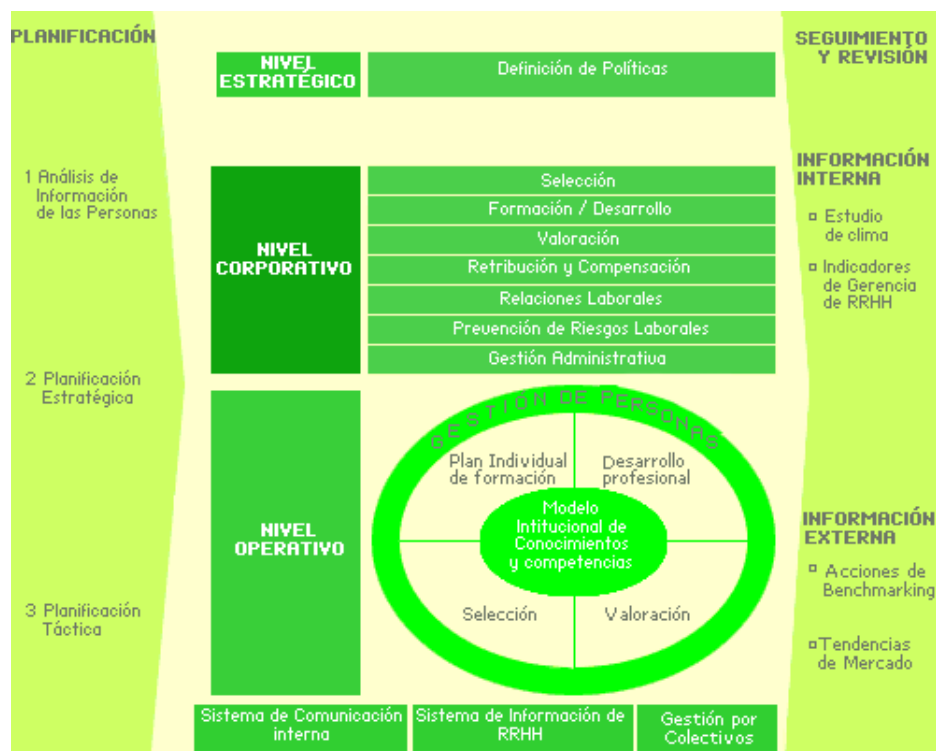 PLANIFICACIÓN
1 Análisis de
Información
de las Personas
2 Planificación
Estratégica
3 Planificación
Táctica
NIVEL
ESTRATÉGICO
Definición de Políticas
NIVEL
CORPORATIVO
Selección
Formación / Desarrollo
Valoración
Retribución y Compensación
Relaciones Laborales
Prevención de Riesgos Laborales
Gestión Administrativa
NIVEL
OPERATIVO
GESTIÓN DE PERSONAS
Plan Individual
de formación
Desarrollo
profesional
Modelo
Intitucional de
Conocimientos
y competencias
Selección
Valoración
Sistema de Comunicación
interna
Sistema de Información de
RRHH
Gestión por
Colectivos
SEGUIMIENTO
Y REVISIÓN
INFORMACIÓN
INTERNA
Estudio
de clima
Indicadores
de Gerencia
de RRHH
INFORMACIÓN
EXTERNA
Acciones de
Benchmarking
Tendencias
de Mercado